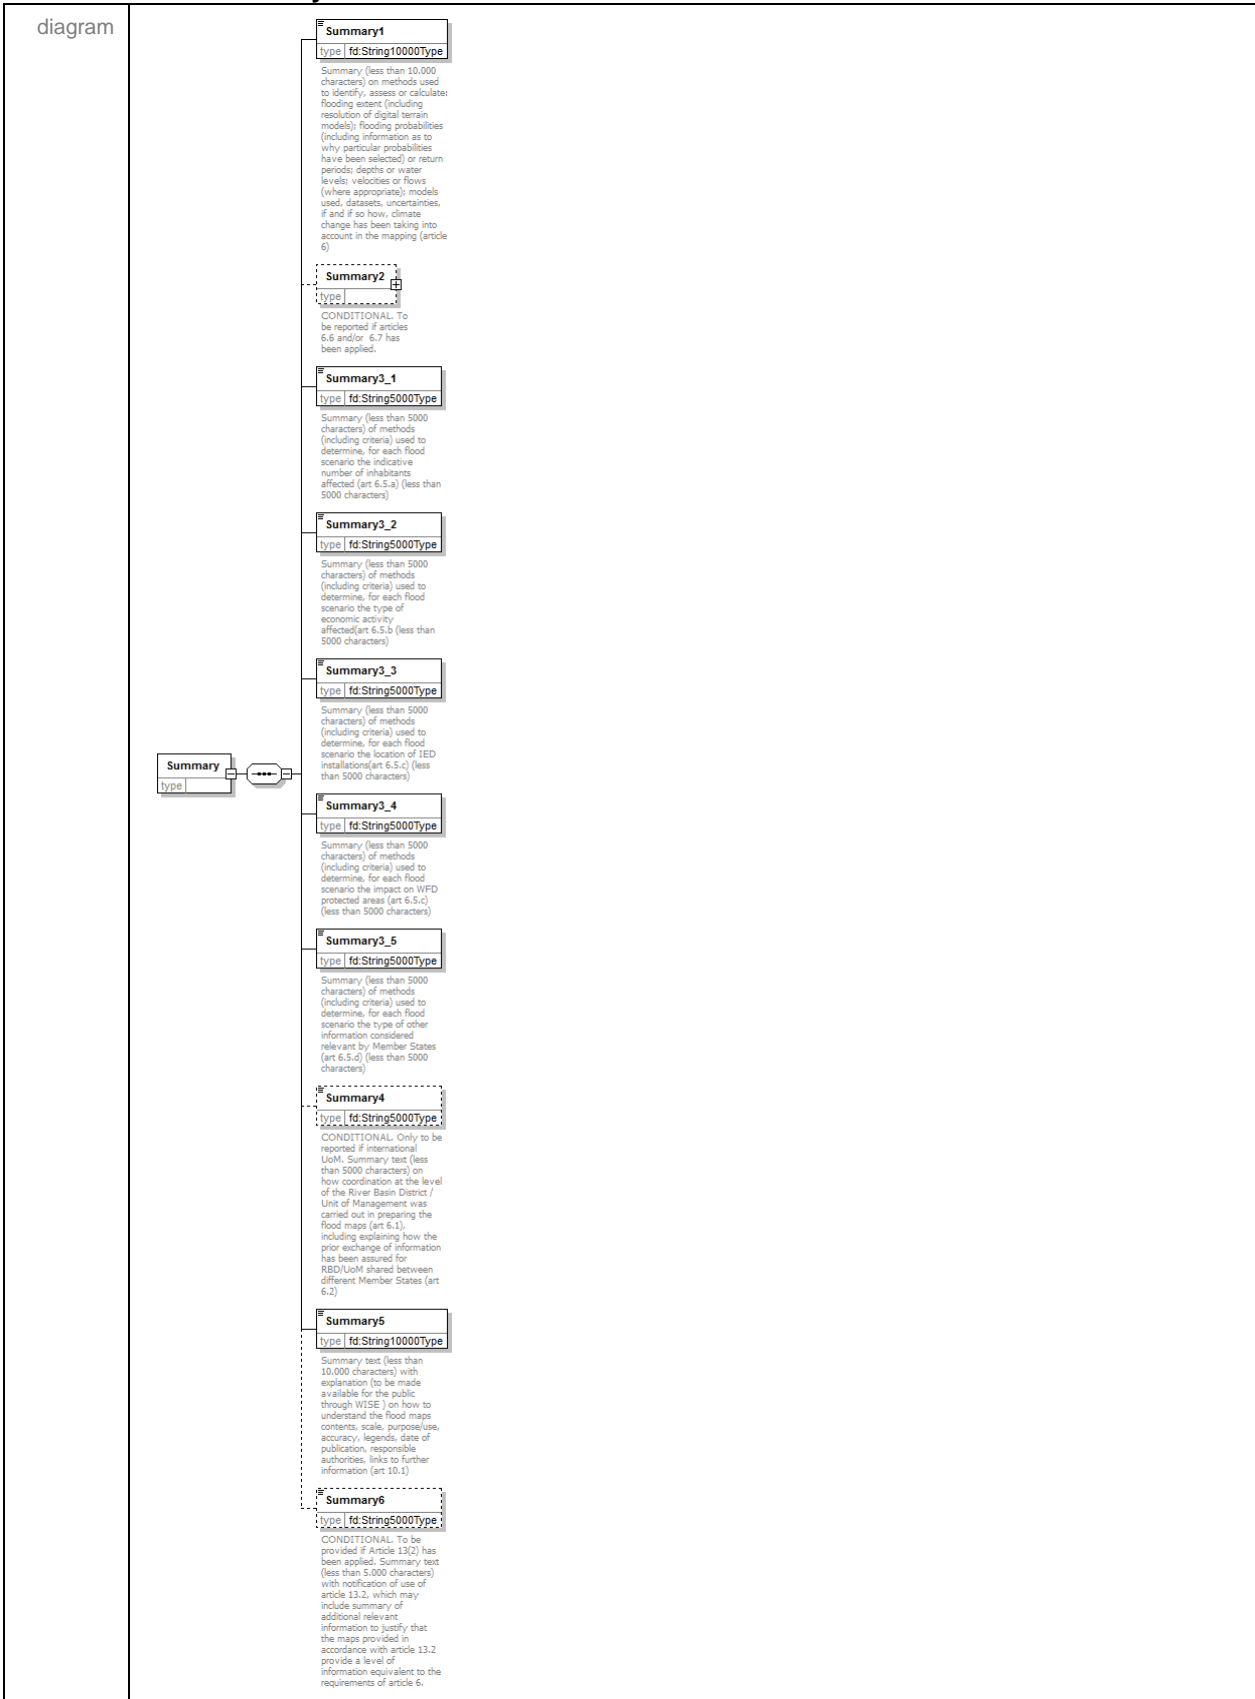 diagram
Summary1
type fd:String10000Type
Summary (less than 10.000
characters) on methods used
to identify, assess or calculate:
flooding extent (including
resolution of digital terrain
models); flooding probabilities
(including information as to
why particular probabilities
have been selected) or return
periods; depths or water
levels; velocities or flows
(where appropriate); models
used, datasets, uncertainties,
if and if so how, climate
change has been taking into
account in the mapping (article
6)
Summary2
type
CONDITIONAL. To
be reported if articles
6.6 and/or 6.7 has
been applied.
Summary3_1
type fd:String5000Type
Summary (less than 5000
characters) of methods
(including criteria) used to
determine, for each flood
scenario the indicative
number of inhabitants
affected (art 6.5.a) (less than
5000 characters)
Summary3_2
type fd:String5000Type
Summary (less than 5000
characters) of methods
(including criteria) used to
determine, for each flood
scenario the type of
economic activity
affected(art 6.5.b (less than
5000 characters)
Summary3_3
type fd:String5000Type
Summary (less than 5000
characters) of methods
(including criteria) used to
determine, for each flood
scenario the location of IED
installations(art 6.5.c) (less
than 5000 characters)
Summary
type
Summary3_4
type fd:String5000Type
Summary (less than 5000
characters) of methods
(including criteria) used to
determine, for each flood
scenario the impact on WFD
protected areas (art 6.5.c)
(less than 5000 characters)
Summary3_5
type fd:String5000Type
Summary (less than 5000
characters) of methods
(including criteria) used to
determine, for each flood
scenario the type of other
information considered
relevant by Member States
(art 6.5.d) (less than 5000
characters)
Summary4
type fd:String5000Type
CONDITIONAL. Only to be
reported if international
UoM. Summary text (less
than 5000 characters) on
how coordination at the level
of the River Basin District /
Unit of Management was
carried out in preparing the
flood maps (art 6.1),
including explaining how the
prior exchange of information
has been assured for
RBD/UoM shared between
different Member States (art
6.2)
Summary5
type fd:String10000Type
Summary text (less than
10.000 characters) with
explanation (to be made
available for the public
through WISE ) on how to
understand the flood maps
contents, scale, purpose/use,
accuracy, legends, date of
publication, responsible
authorities, links to further
information (art 10.1)
Summary6
type fd:String5000Type
CONDITIONAL. To be
provided if Article 13(2) has
been applied. Summary text
(less than 5.000 characters)
with notification of use of
article 13.2, which may
include summary of
additional relevant
information to justify that
the maps provided in
accordance with article 13.2
provide a level of
information equivalent to the
requirements of article 6.